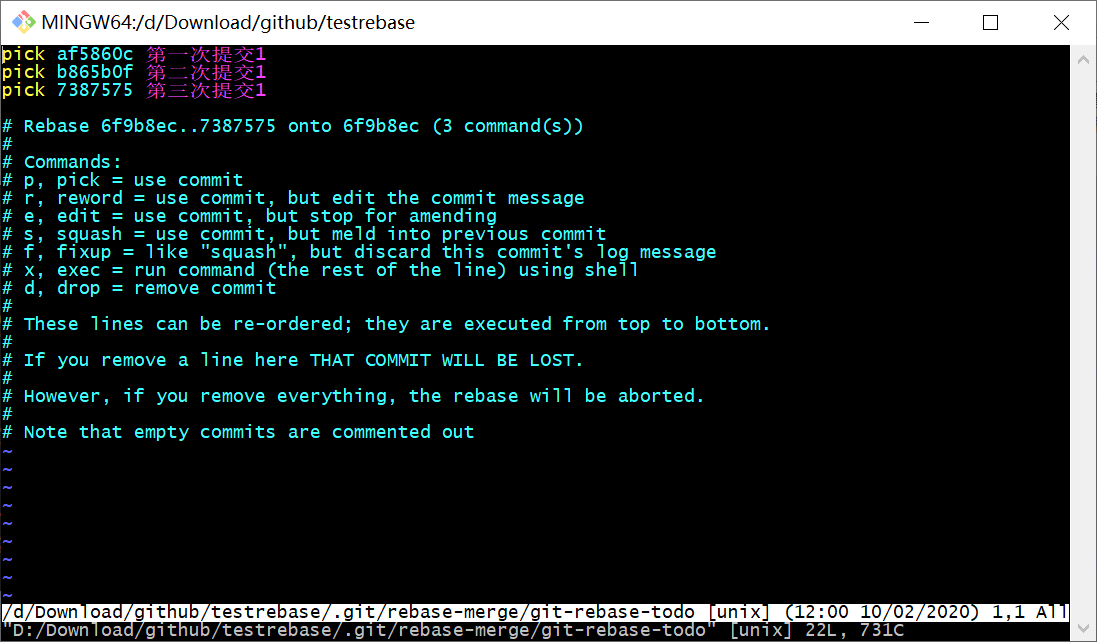 MINGW64:/d/Download/github/testrebase
pick af5860c 第一次提交1
pick b865b0f 第二次提交1
pick 7387575 第三次提交1
# Rebase 6f9b8ec..7387575 onto 6f9b8ec (3 command(s))
#
# Commands:
# p, pick = use commit
# r, reword = use commit, but edit the commit message
# e, edit = use commit, but stop for amending
# s, squash = use commit, but meld into previous commit
# f, fixup = like "squash", but discard this commit's log message
# x, exec = run command (the rest of the line) using shell
# d, drop = remove commit
#
# These lines can be re-ordered; they are executed from top to bottom.
#
# If you remove a line here THAT COMMIT WILL BE LOST.
#
# However, if you remove everything, the rebase will be aborted.
#
# Note that empty commits are commented out
~
~
~
~
~
~
~
~
~
/d/Download/github/testrebase/.git/rebase-merge/git-rebase-todo [unix] (12:00 10/02/2020) 1,1 All
"D:/Download/github/testrebase/.git/rebase-merge/git-rebase-todo" [unix] 22L, 731C